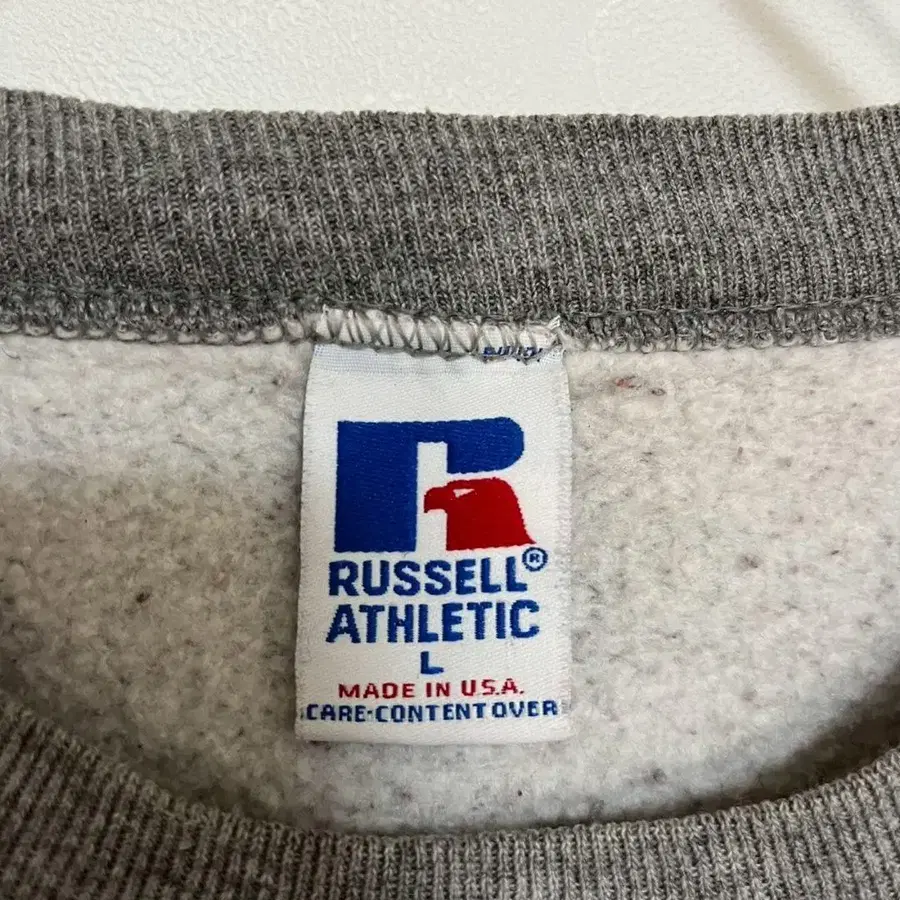 RUSSELL®
ATHLETIC
L
MADE IN U.S.A.
CARE·CONTENT OVER